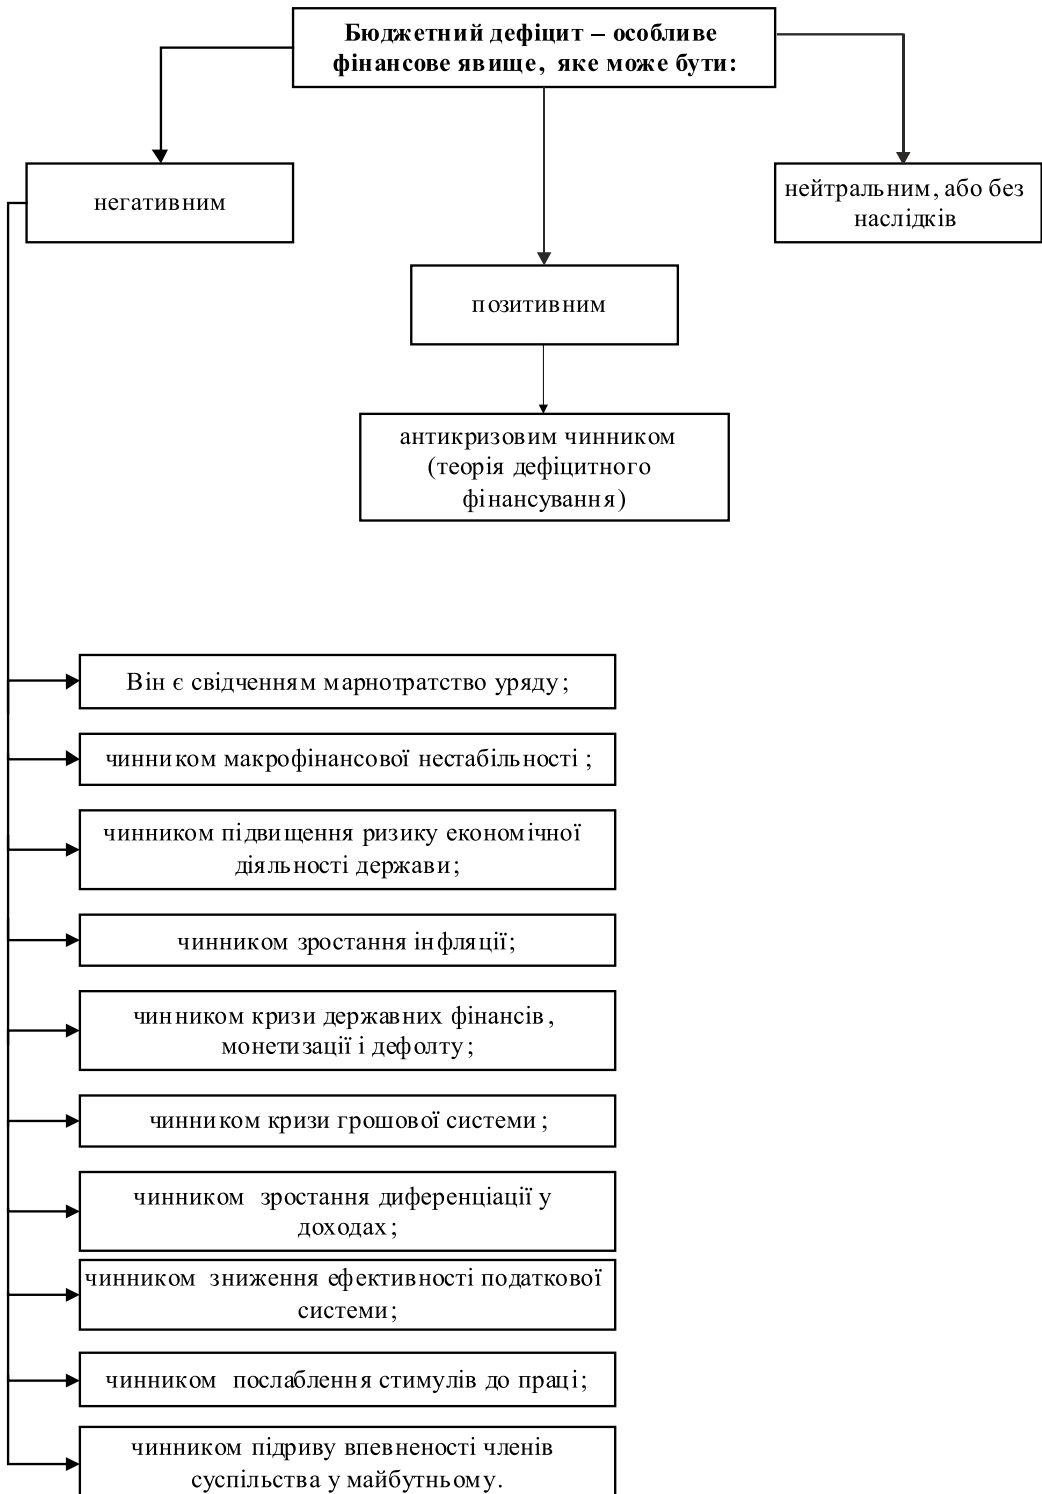 Бюджетний дефіцит – особливе
фінансове явище, яке може бути:
негативним
нейтральним, або без
наслідків
позитивним
антикризовим чинником
(теорія дефіцитного
фінансування)
Він є свідченням марнотратство уряду;
чинником макрофінансової нестабільності ;
чинником підвищення ризику економічної
діяльності держави;
чинником зростання інфляції;
чинником кризи державних фінансів,
монетизації і дефолту;
чинником кризи грошової системи;
чинником зростання диференціації у
доходах;
чинником зниження ефективності податкової
системи;
чинником послаблення стимулів до праці;
чинником підриву впевненості членів
суспільства у майбутньому.